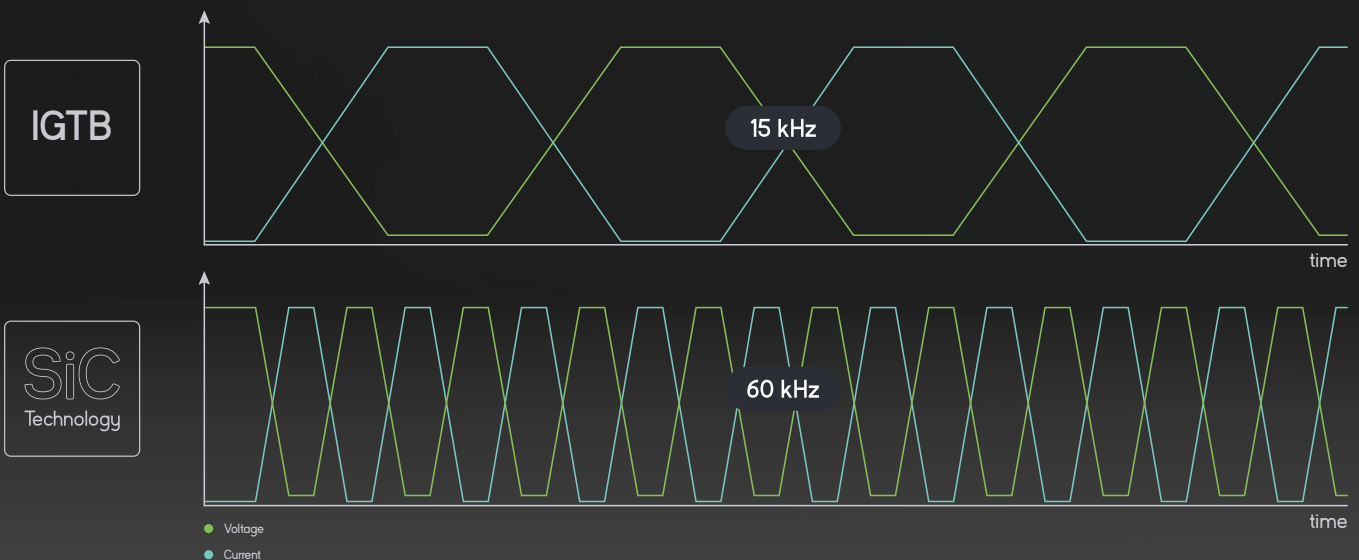 IGTB
15 kHz
time
SiC
Technology
60 kHz
time
Voltage
Current